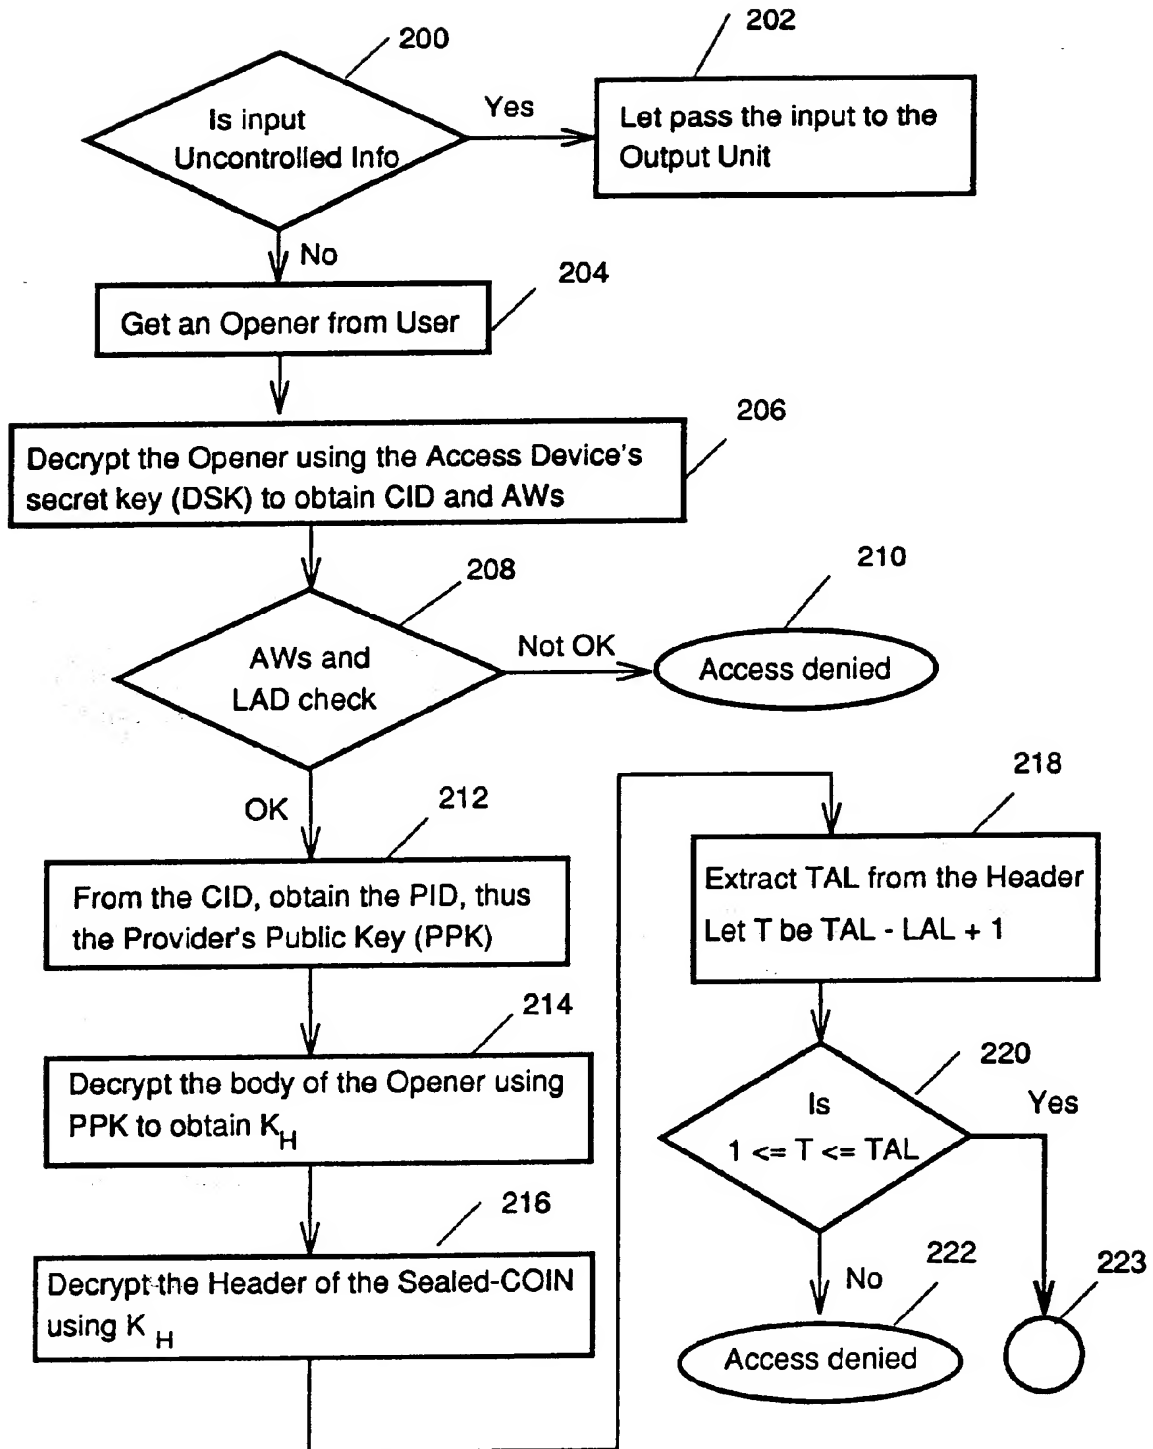 200
202
Is input
Uncontrolled Info
Yes
Let pass the input to the
Output Unit
No
204
Get an Opener from User
206
Decrypt the Opener using the Access Device's
secret key (DSK) to obtain CID and AWs
208
210
AWs and
LAD check
Not OK
Access denied
OK
212
From the CID, obtain the PID, thus
the Provider's Public Key (PPK)
214
Decrypt the body of the Opener using
PPK to obtain K_H
216
Decrypt the Header of the Sealed-COIN
using K_H
218
Extract TAL from the Header
Let T be TAL - LAL + 1
220
Is
1 <= T <= TAL
Yes
No
222
Access denied
223